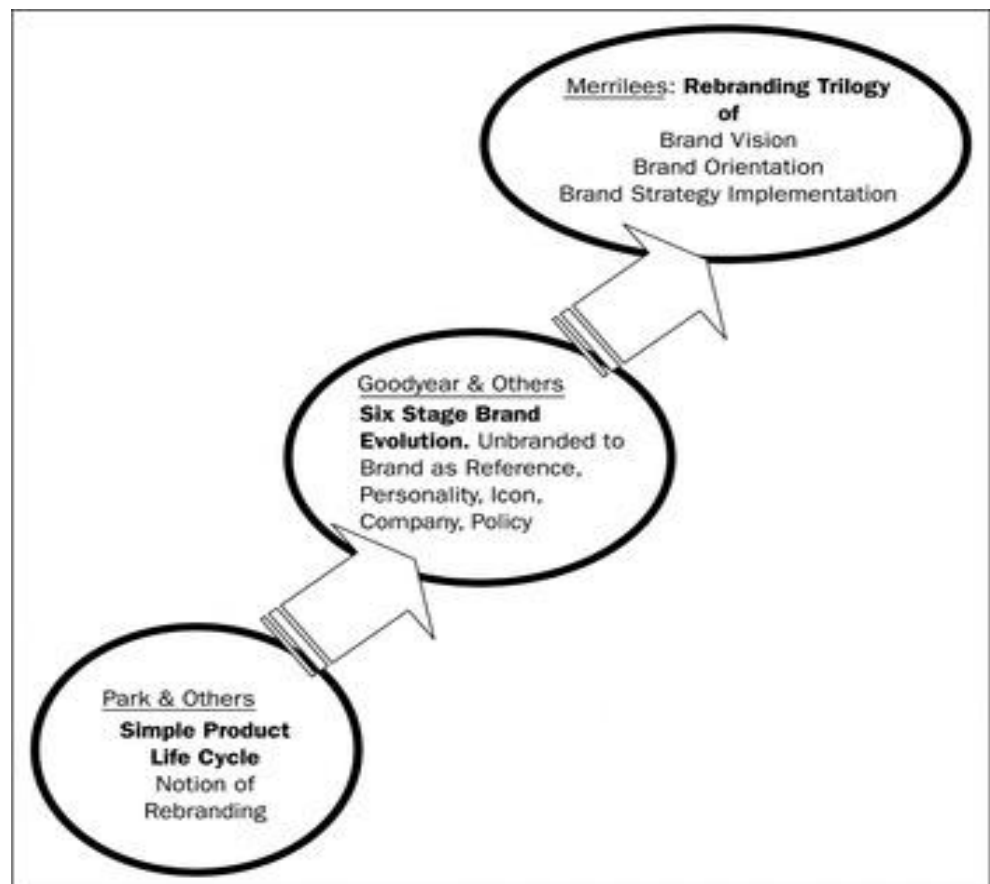 Merrilees: Rebranding Trilogy
of
Brand Vision
Brand Orientation
Brand Strategy Implementation
Goodyear & Others
Six Stage Brand
Evolution. Unbranded to
Brand as Reference,
Personality, Icon,
Company, Policy
Park & Others
Simple Product
Life Cycle
Notion of
Rebranding